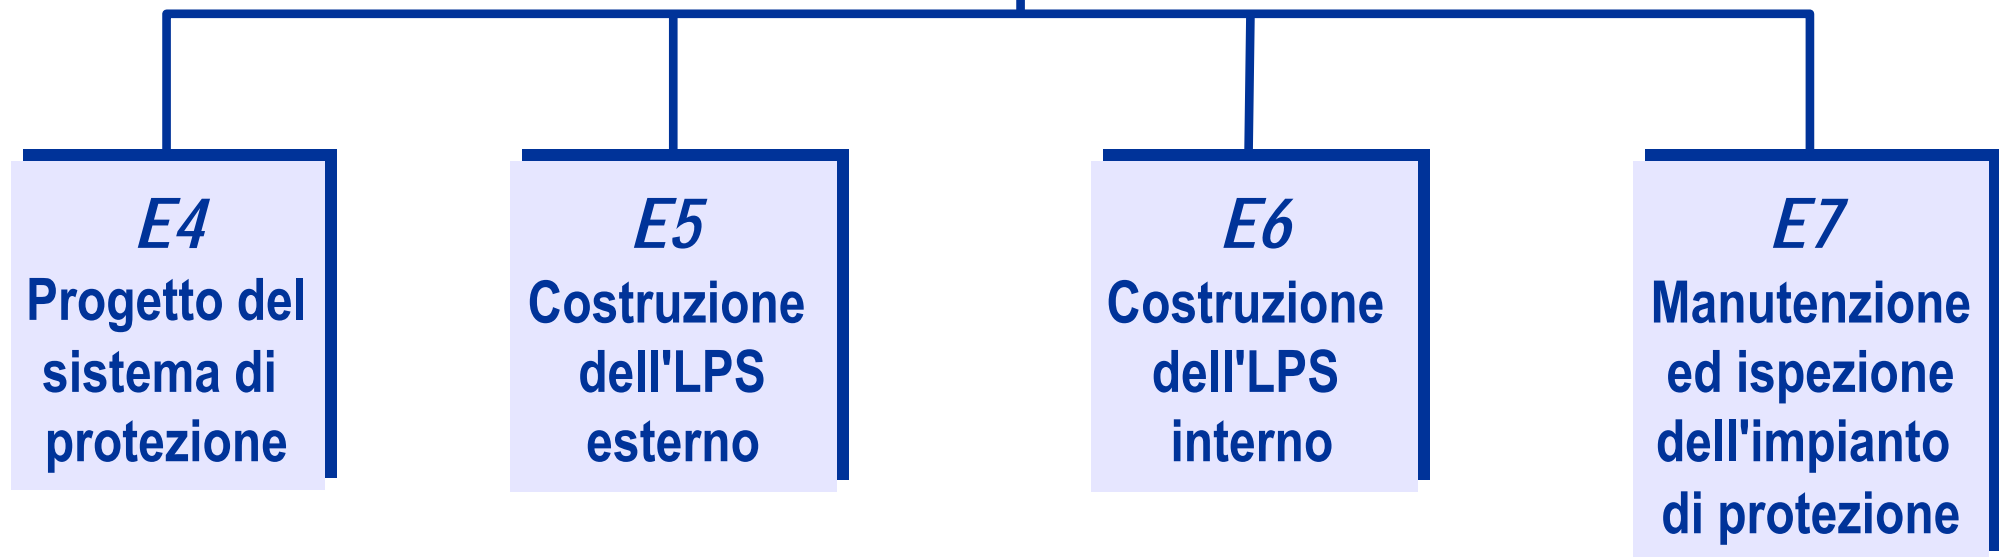 E4
Progetto del
sistema di
protezione
E5
Costruzione
dell'LPS
esterno
E6
Costruzione
dell'LPS
interno
E7
Manutenzione
ed ispezione
dell'impianto
di protezione